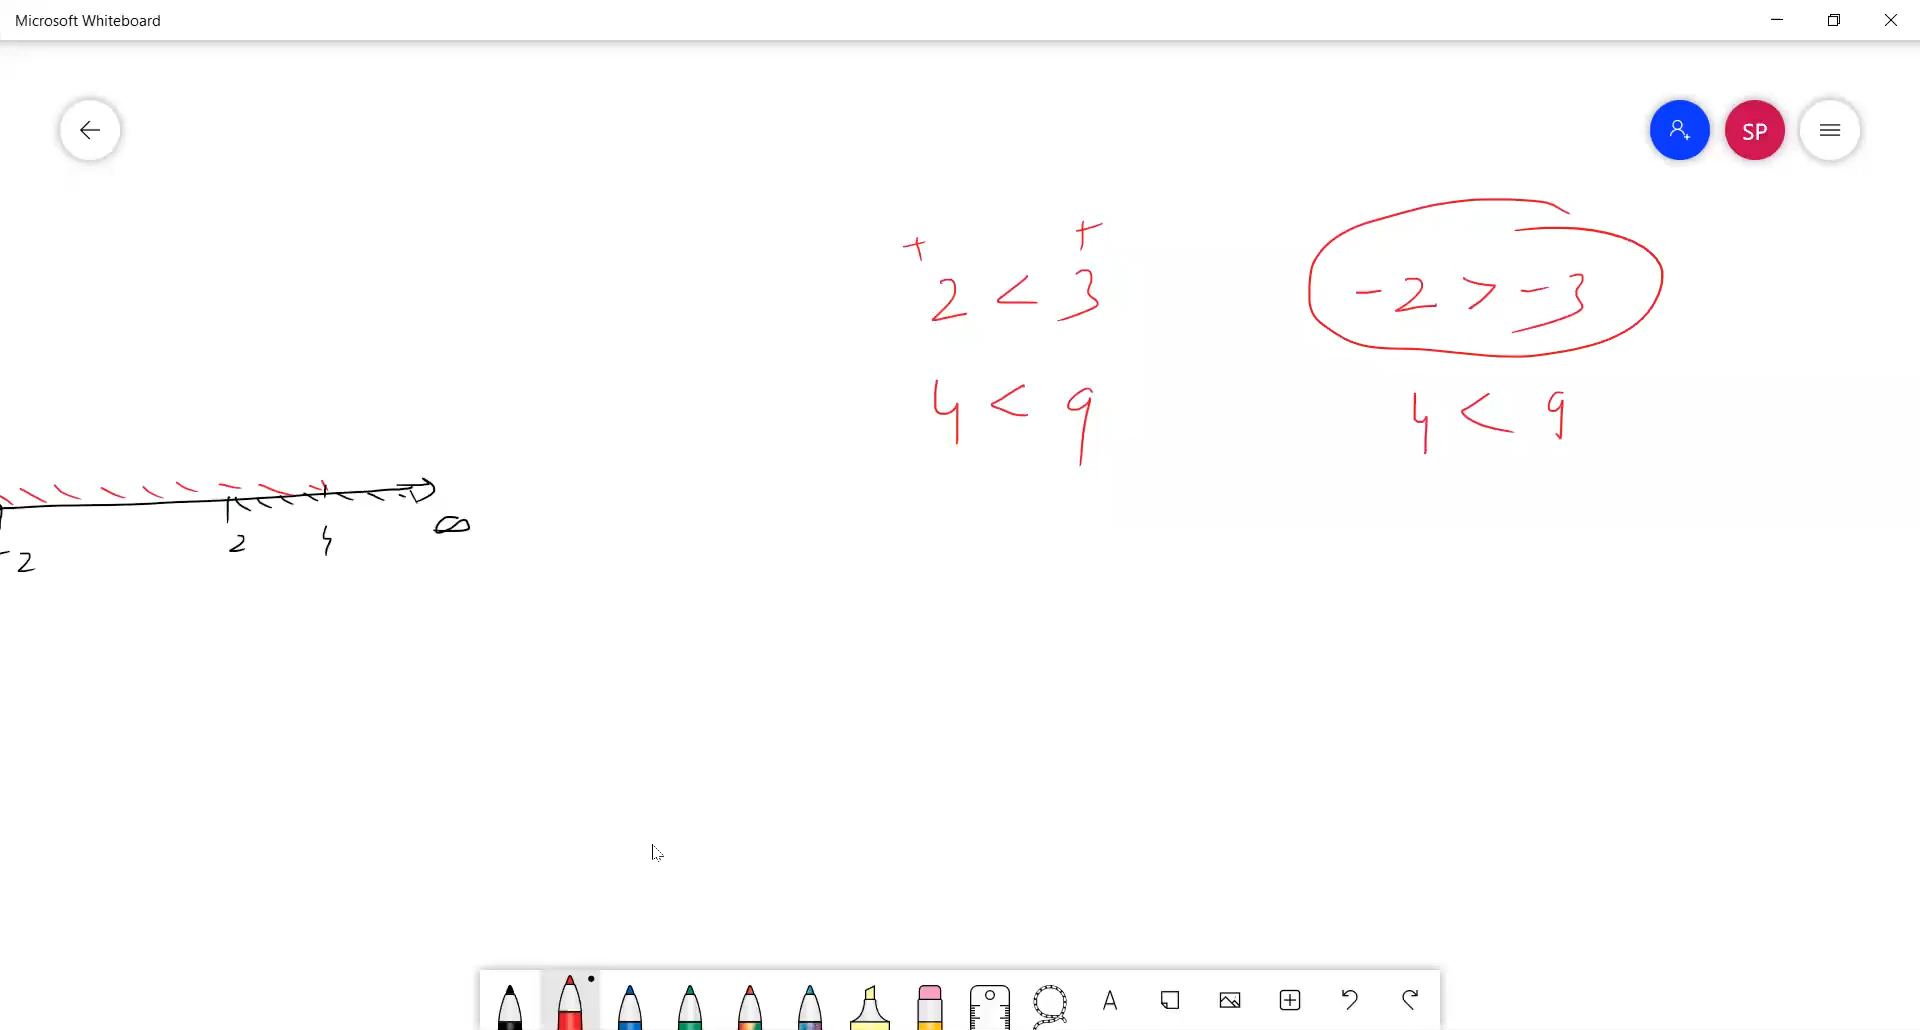 Microsoft Whiteboard
SP
+ +
2 < 3
-2 > -3
4 < 9
4 < 9
-2
2
4
∞
A